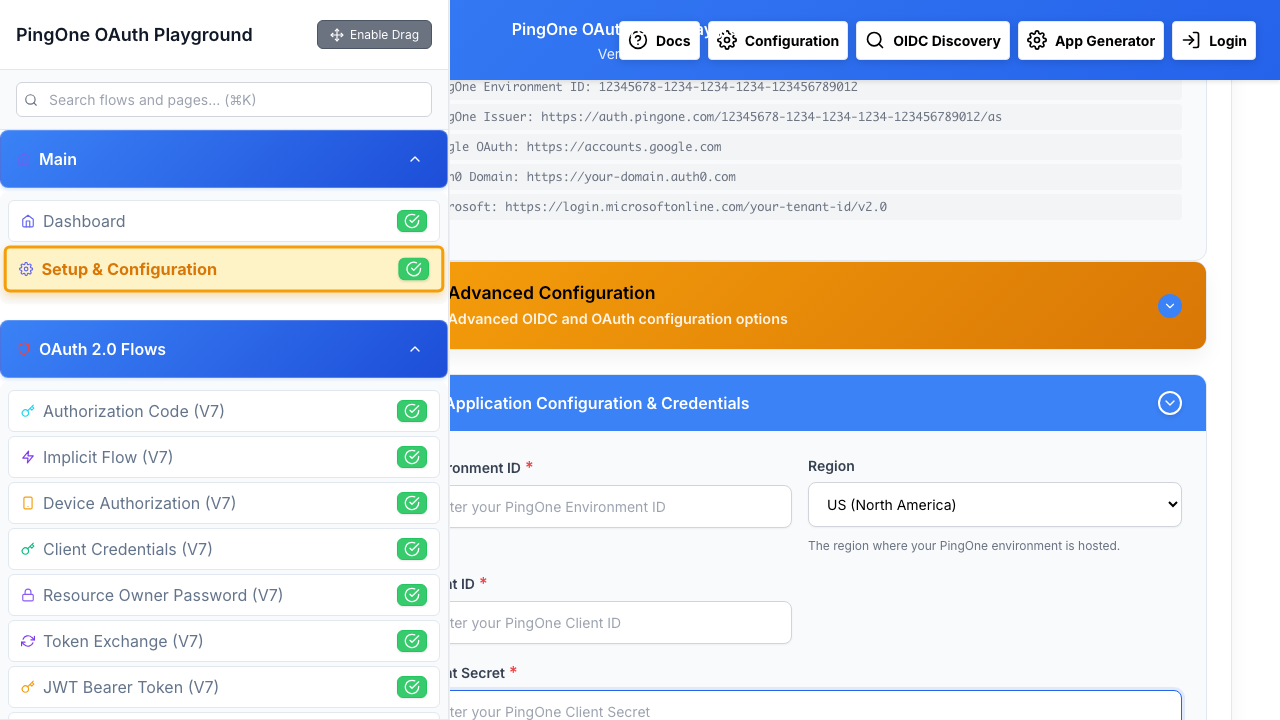 PingOne OAuth Playground
Enable Drag
Search flows and pages... (⌘K)
Main
Dashboard
Setup & Configuration
OAuth 2.0 Flows
Authorization Code (V7)
Implicit Flow (V7)
Device Authorization (V7)
Client Credentials (V7)
Resource Owner Password (V7)
Token Exchange (V7)
JWT Bearer Token (V7)
PingOne OAu
Ver
Docs
Configuration
OIDC Discovery
App Generator
Login
gOne Environment ID: 12345678-1234-1234-1234-123456789012
gOne Issuer: https://auth.pingone.com/12345678-1234-1234-1234-123456789012/as
gle OAuth: https://accounts.google.com
h0 Domain: https://your-domain.auth0.com
rosoft: https://login.microsoftonline.com/your-tenant-id/v2.0
Advanced Configuration
Advanced OIDC and OAuth configuration options
Application Configuration & Credentials
ronment ID *
ter your PingOne Environment ID
Region
US (North America)
The region where your PingOne environment is hosted.
nt ID *
ter your PingOne Client ID
nt Secret *
ter your PingOne Client Secret